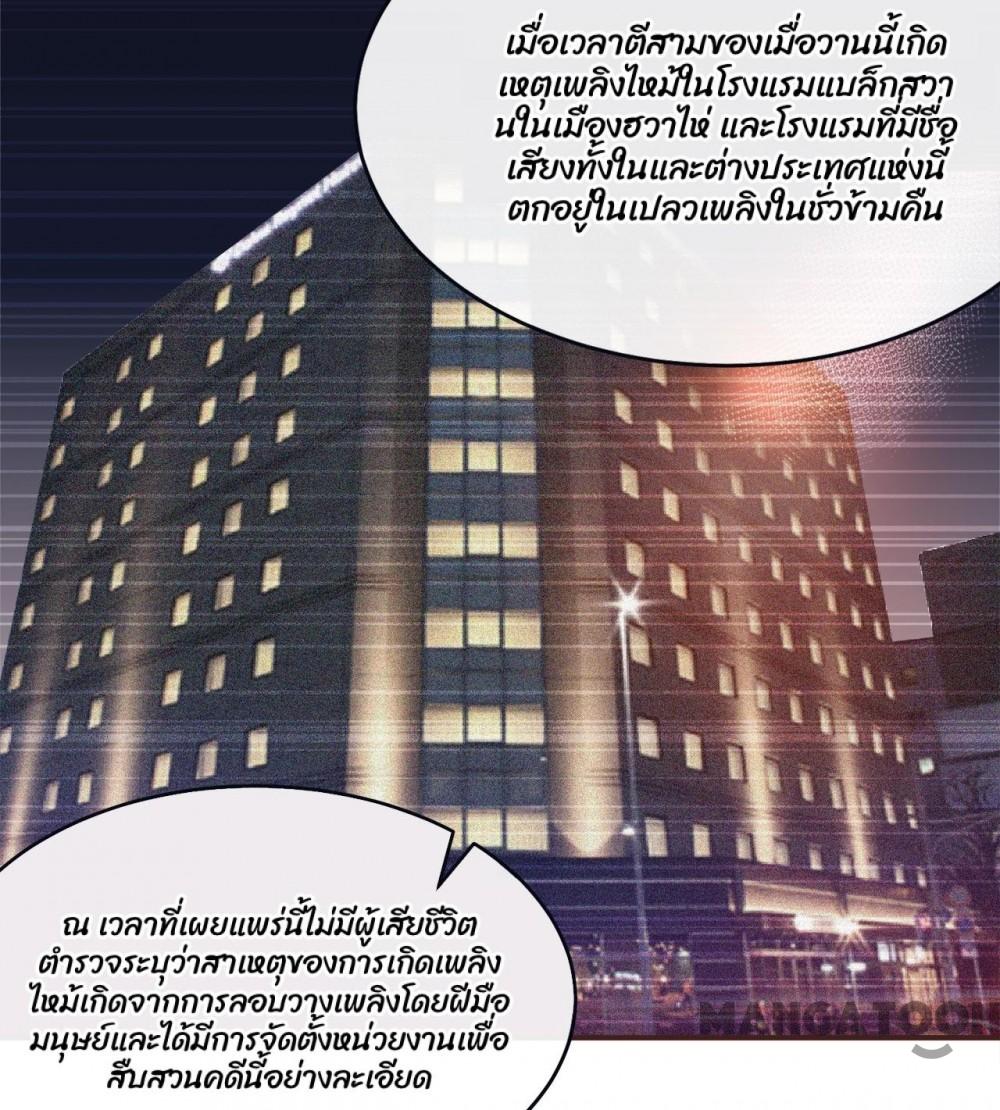 เมื่อเวลาตีสามของเมื่อวานนี้เกิด
เหตุเพลิงไหม้ในโรงแรมแบล็กสวา
นในเมืองฮวาไห่ และโรงแรมที่มีชื่อ
เสียงทั้งในและต่างประเทศแห่งนี้
ตกอยู่ในเปลวเพลิงในชั่วข้ามคืน
ณ เวลาที่เผยแพร่นี้ไม่มีผู้เสียชีวิต
ตำรวจระบุว่าสาเหตุของการเกิดเพลิง
ไหม้เกิดจากการลอบวางเพลิงโดยฝีมือ
มนุษย์และได้มีการจัดตั้งหน่วยงานเพื่อ
สืบสวนคดีนี้อย่างละเอียด
MANGATOON